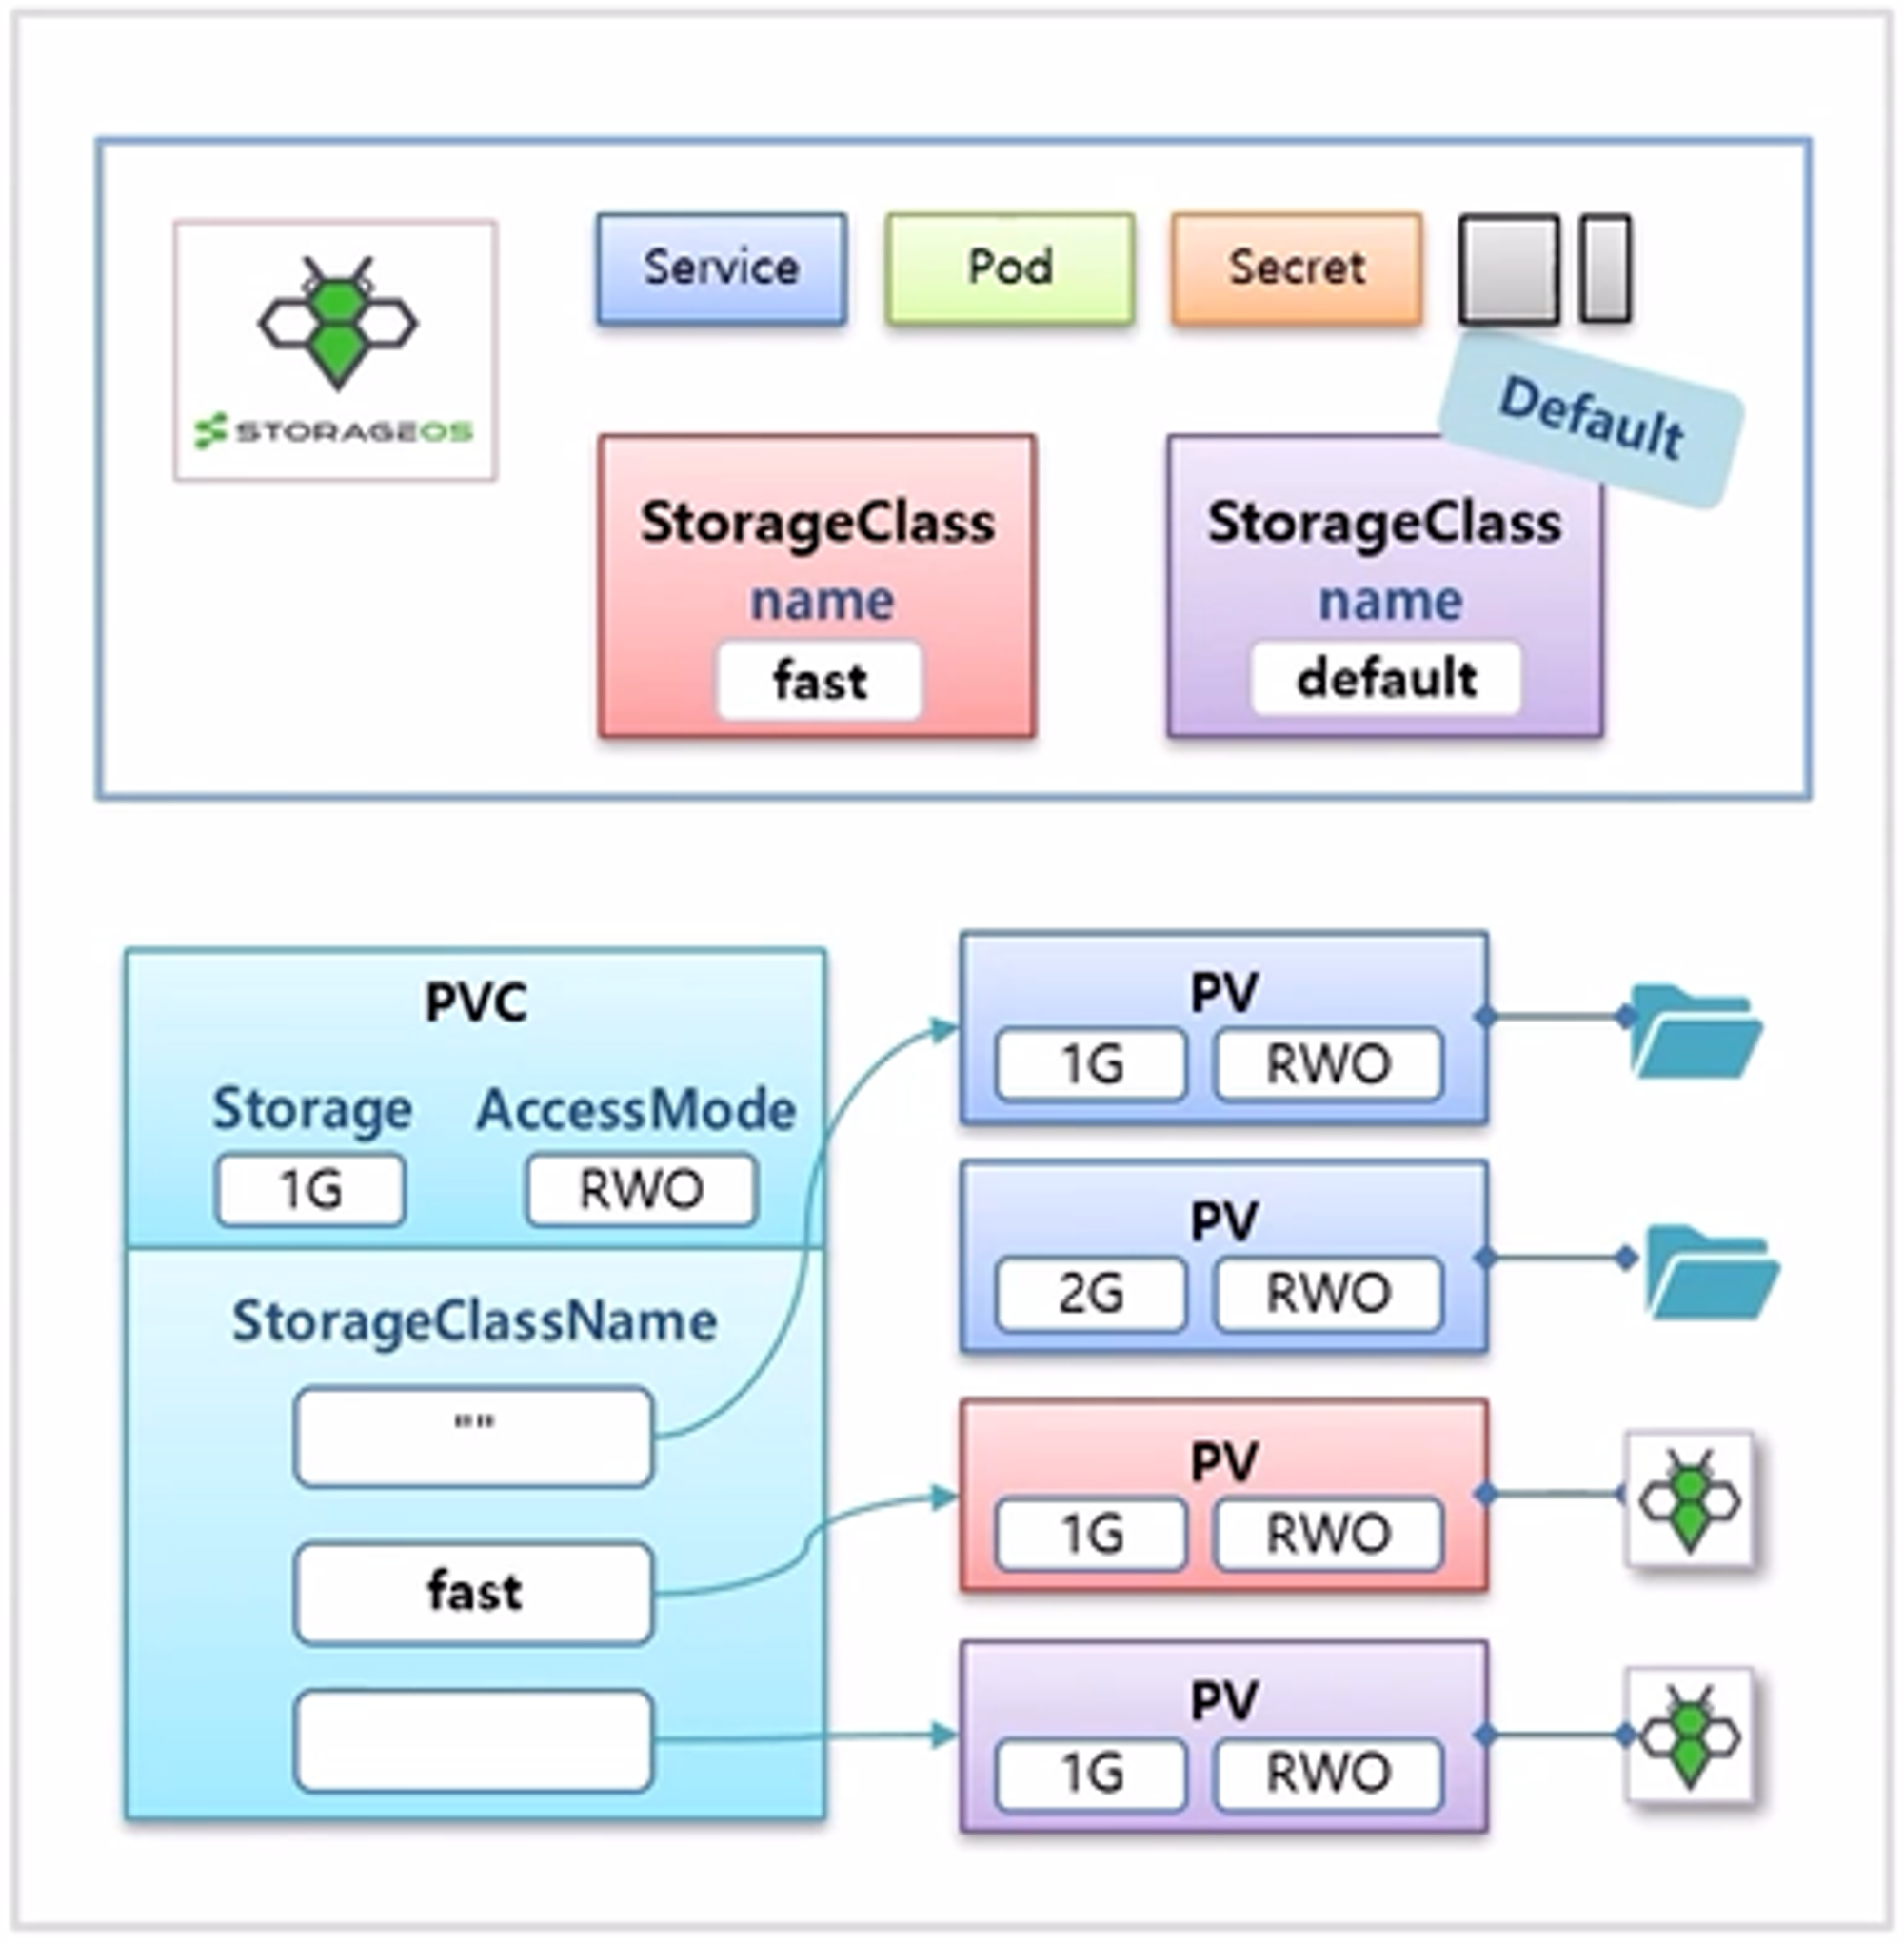 Service
Pod
Secret
STORAGEOS
Default
StorageClass
name
fast
StorageClass
name
default
PVC
Storage
AccessMode
1G
RWO
StorageClassName
""
fast
PV
1G
RWO
PV
2G
RWO
PV
1G
RWO
PV
1G
RWO